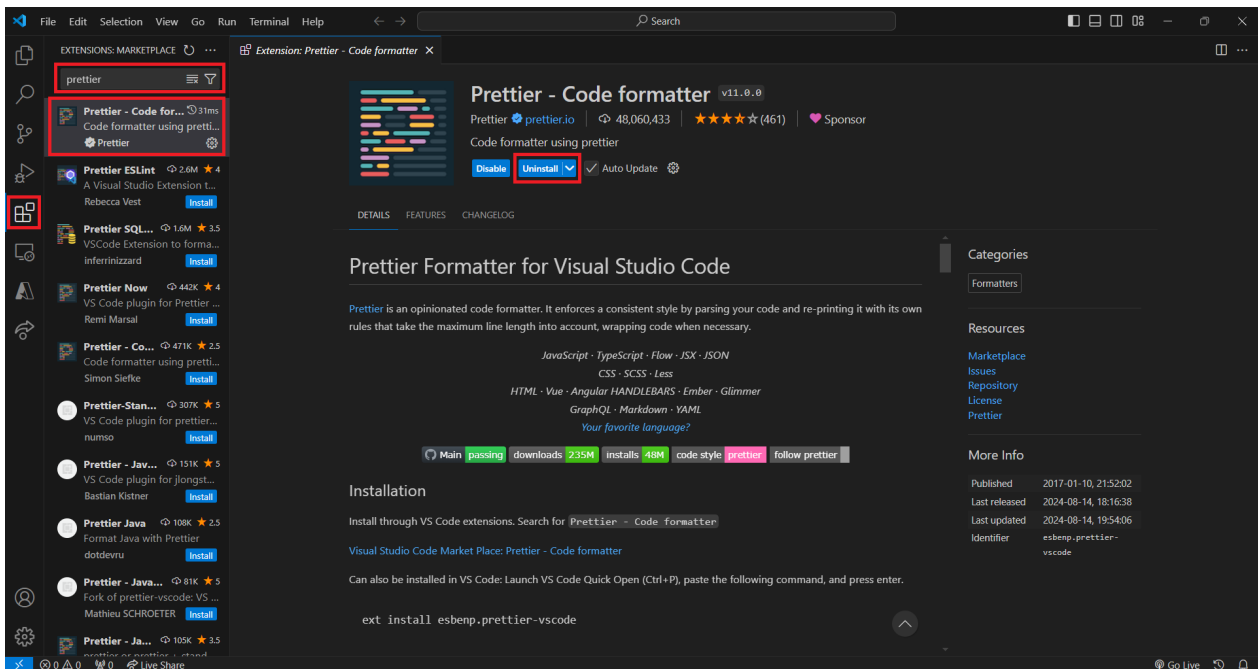 File Edit Selection View Go Run Terminal Help
Search
EXTENSIONS: MARKETPLACE
prettier
Prettier - Code for... 31ms
Code formatter using pretti...
Prettier
Prettier ESLint 2.6M 4
A Visual Studio Extension t...
Rebecca Vest Install
Prettier SQL... 1.6M 3.5
VSCode Extension to forma...
inferrinizzard Install
Prettier Now 442K 4
VS Code plugin for Prettier ...
Remi Marsal Install
Prettier - Co... 471K 2.5
Code formatter using pretti...
Simon Siefke Install
Prettier-Stan... 307K 5
VS Code plugin for prettier...
numso Install
Prettier - Jav... 151K 5
VS Code plugin for jlongst...
Bastian Kistner Install
Prettier Java 108K 2.5
Format Java with Prettier
dotdevru Install
Prettier - Java... 81K 5
Fork of prettier-vscode: VS ...
Mathieu SCHROETER Install
Prettier - Ja... 105K 3.5
prettier or prettier + stand...
Extension: Prettier - Code formatter
Prettier - Code formatter v11.0.0
Prettier prettier.io 48,060,433 (461) Sponsor
Code formatter using prettier
Disable Uninstall Auto Update
DETAILS FEATURES CHANGELOG
Prettier Formatter for Visual Studio Code
Prettier is an opinionated code formatter. It enforces a consistent style by parsing your code and re-printing it with its own
rules that take the maximum line length into account, wrapping code when necessary.
JavaScript · TypeScript · Flow · JSX · JSON
CSS · SCSS · Less
HTML · Vue · Angular HANDLEBARS · Ember · Glimmer
GraphQL · Markdown · YAML
Your favorite language?
Main passing downloads 235M installs 48M code style prettier follow prettier
Installation
Install through VS Code extensions. Search for Prettier - Code formatter
Visual Studio Code Market Place: Prettier - Code formatter
Can also be installed in VS Code: Launch VS Code Quick Open (Ctrl+P), paste the following command, and press enter.
ext install esbenp.prettier-vscode
Categories
Formatters
Resources
Marketplace
Issues
Repository
License
Prettier
More Info
Published 2017-01-10, 21:52:02
Last released 2024-08-14, 18:16:38
Last updated 2024-08-14, 19:54:06
Identifier esbenp.prettier-
vscode
0 0 0 Live Share
Go Live